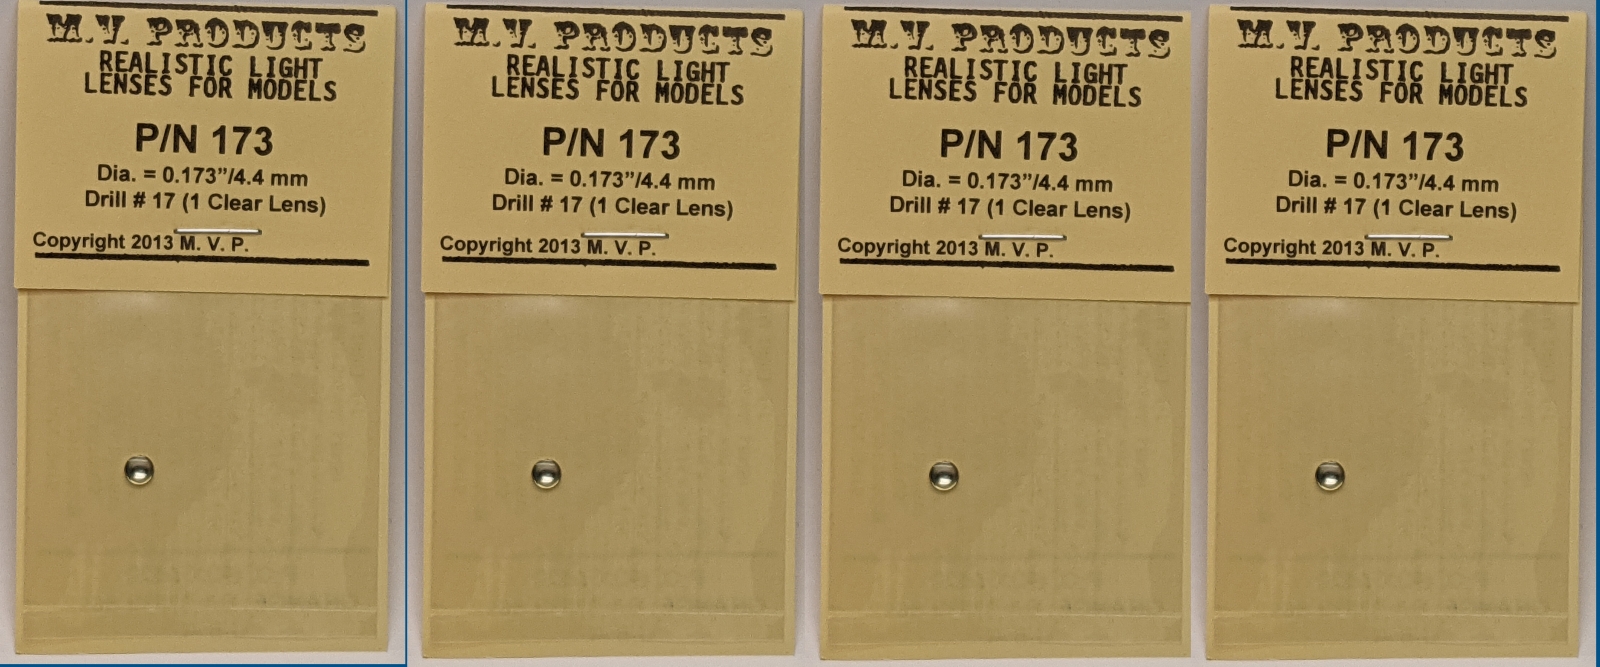 M.V. PRODUCTS
REALISTIC LIGHT
LENSES FOR MODELS
P/N 173
Dia. = 0.173”/4.4 mm
Drill # 17 (1 Clear Lens)
Copyright 2013 M. V. P.
M.V. PRODUCTS
REALISTIC LIGHT
LENSES FOR MODELS
P/N 173
Dia. = 0.173”/4.4 mm
Drill # 17 (1 Clear Lens)
Copyright 2013 M. V. P.
M.V. PRODUCTS
REALISTIC LIGHT
LENSES FOR MODELS
P/N 173
Dia. = 0.173”/4.4 mm
Drill # 17 (1 Clear Lens)
Copyright 2013 M. V. P.
M.V. PRODUCTS
REALISTIC LIGHT
LENSES FOR MODELS
P/N 173
Dia. = 0.173”/4.4 mm
Drill # 17 (1 Clear Lens)
Copyright 2013 M. V. P.